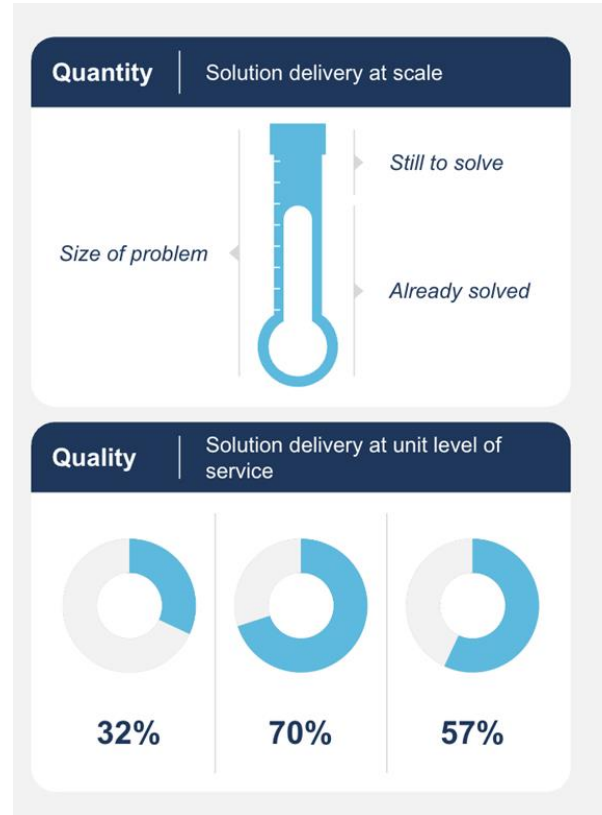 Quantity
Solution delivery at scale
Still to solve
Size of problem
Already solved
Quality
Solution delivery at unit level of
service
32%
70%
57%